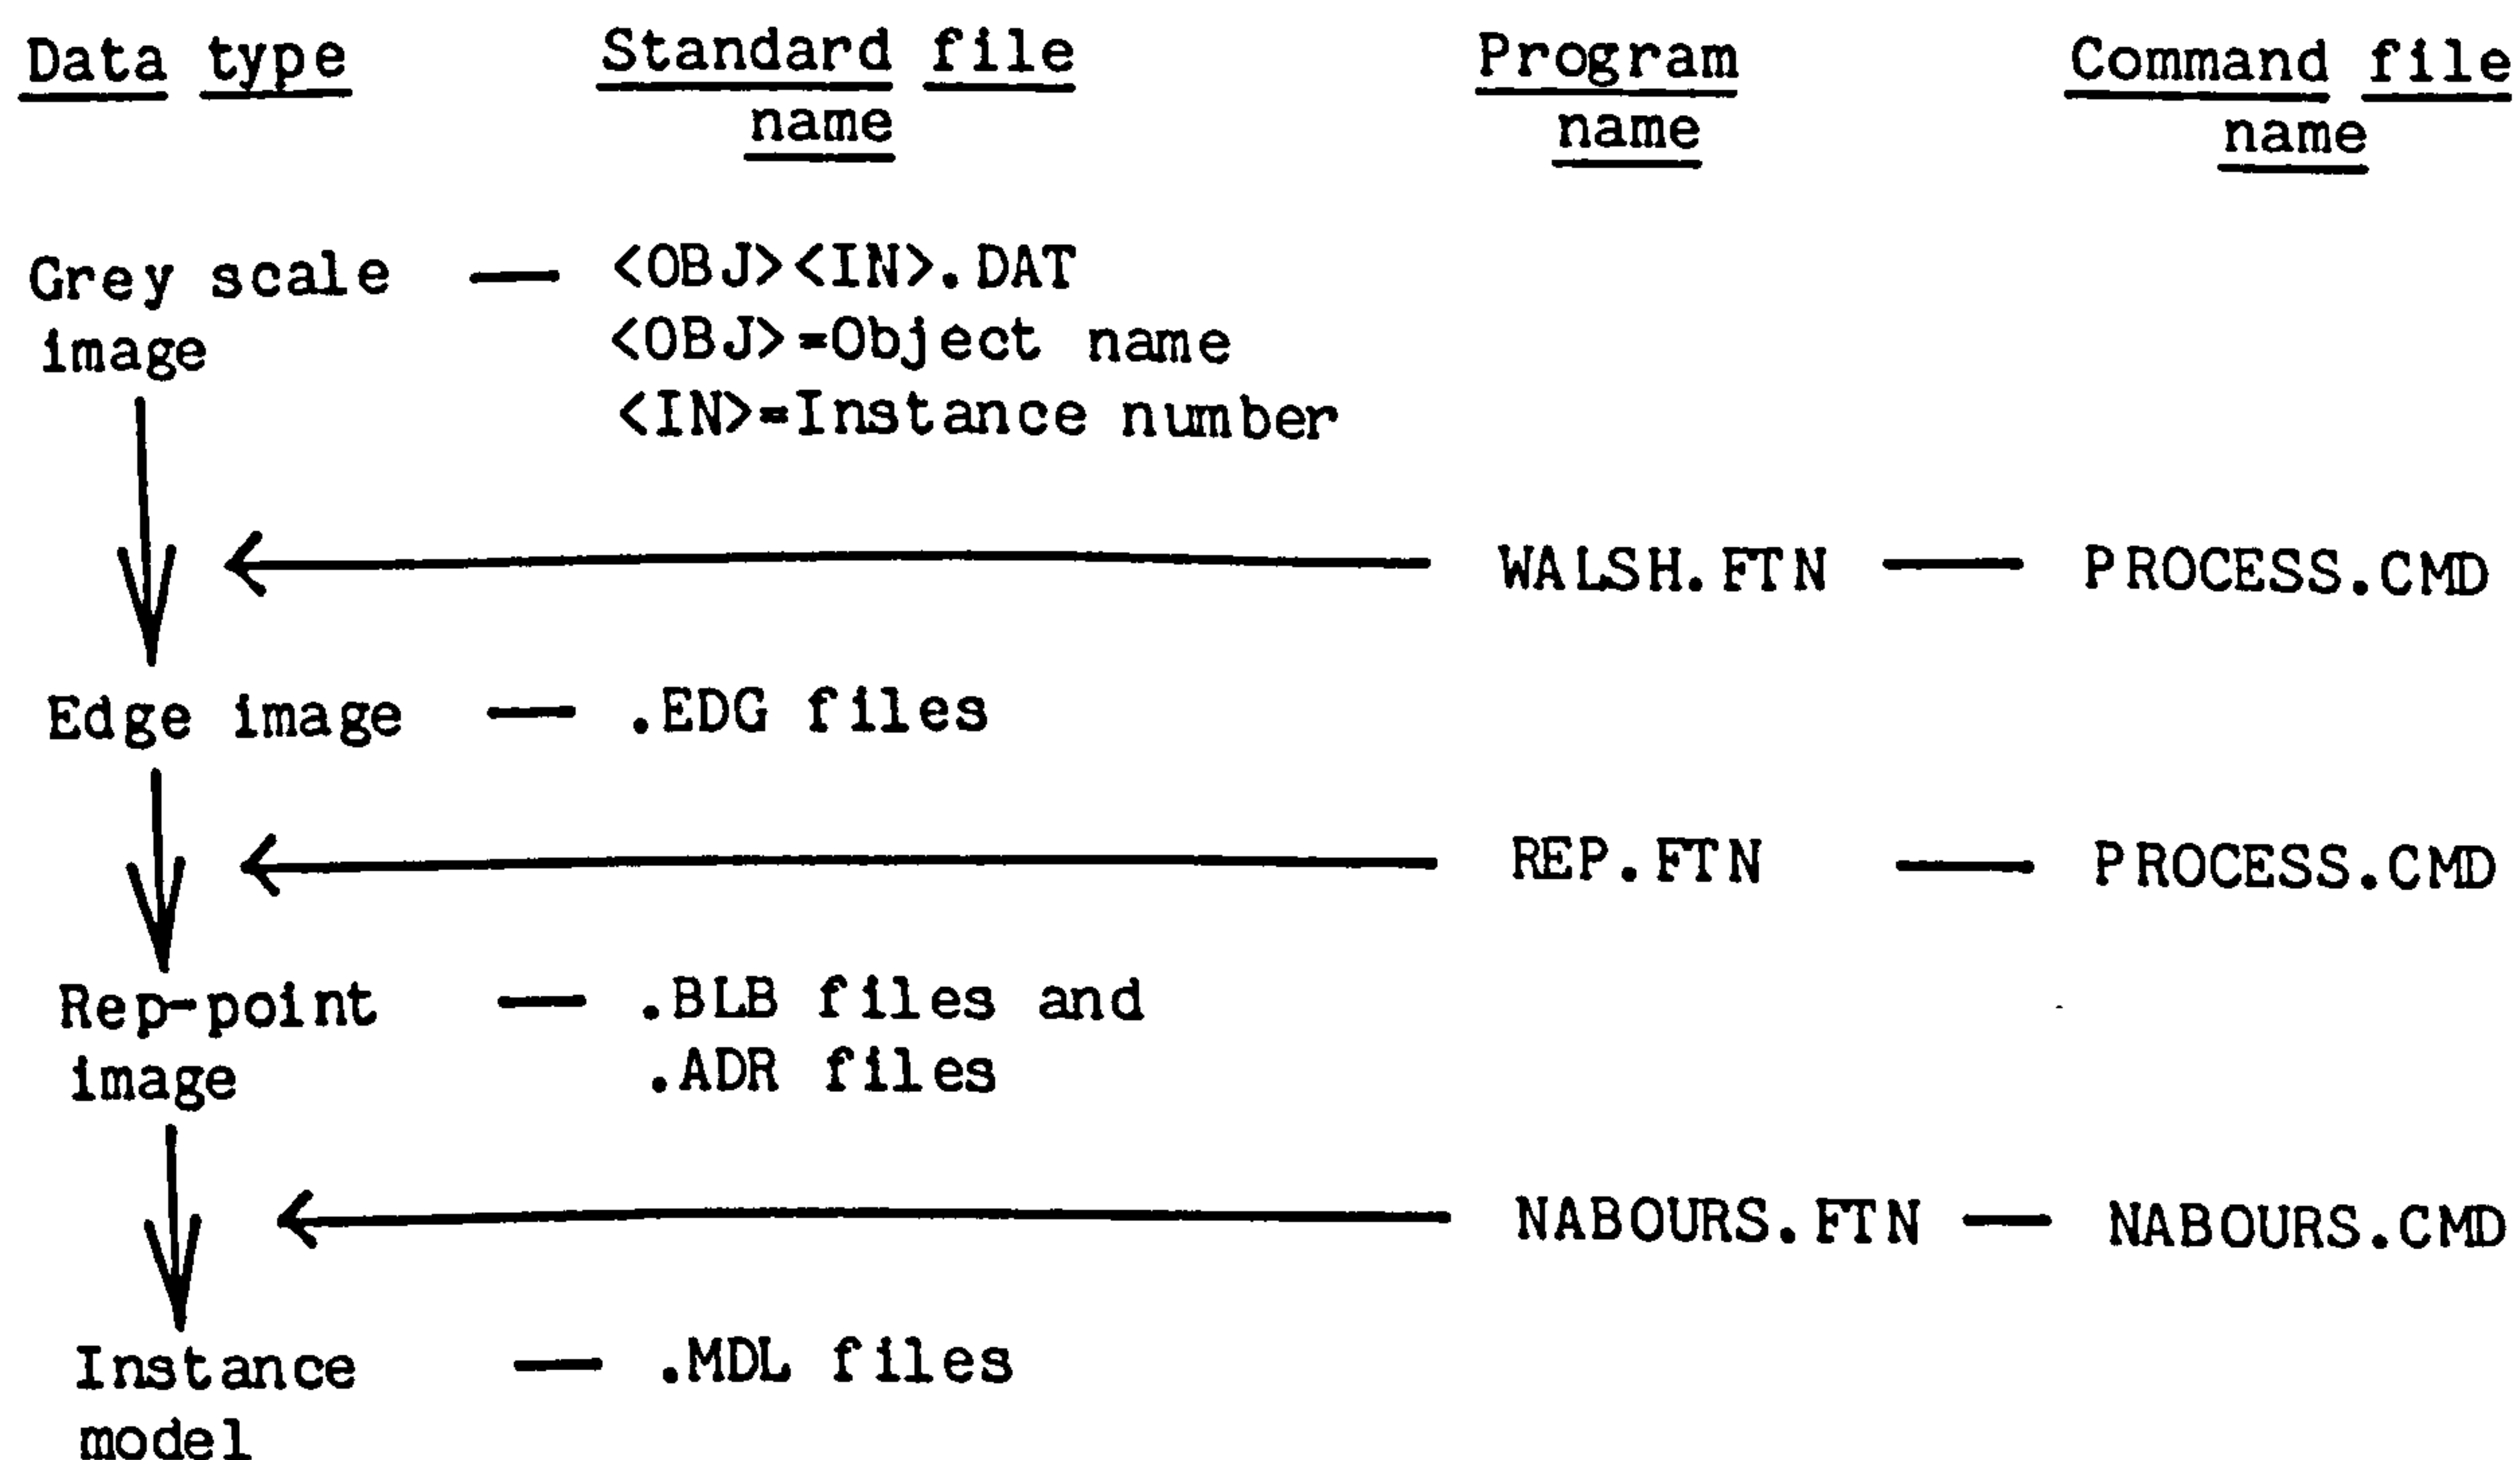 Data type Standard file Program Command file
name name name
Grey scale — <OBJ><IN>.DAT
image <OBJ>=Object name
<IN>=Instance number
WALSH.FTN — PROCESS.CMD
Edge image — .EDG files
REP.FTN — PROCESS.CMD
Rep-point — .BLB files and
image .ADR files
NABOURS.FTN — NABOURS.CMD
Instance — .MDL files
model